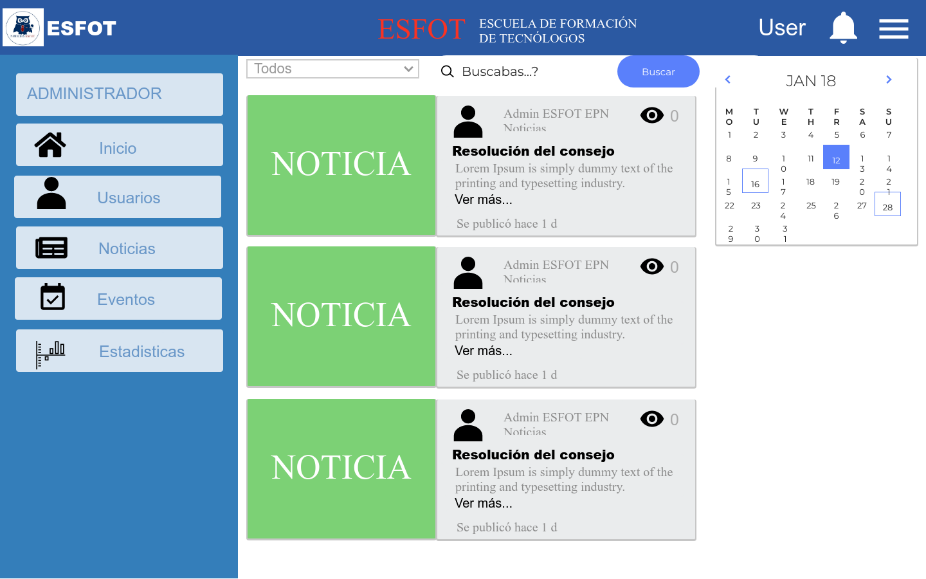 ESFOT
ESFOT
ESCUELA DE FORMACIÓN
DE TECNÓLOGOS
User
ADMINISTRADOR
Inicio
Usuarios
Noticias
Eventos
Estadisticas
Todos
Buscabas...?
Buscar
NOTICIA
Admin ESFOT EPN
Noticias
0
Resolución del consejo
Lorem Ipsum is simply dummy text of the
printing and typesetting industry.
Ver más...
Se publicó hace 1 d
NOTICIA
Admin ESFOT EPN
Noticias
0
Resolución del consejo
Lorem Ipsum is simply dummy text of the
printing and typesetting industry.
Ver más...
Se publicó hace 1 d
NOTICIA
Admin ESFOT EPN
Noticias
0
Resolución del consejo
Lorem Ipsum is simply dummy text of the
printing and typesetting industry.
Ver más...
Se publicó hace 1 d
JAN 18
MO TU WE TH FR SA SU
1 2 3 4 5 6 7
8 9 10 11 12 13 14
15 16 17 18 19 20 21
22 23 24 25 26 27 28
29 30 31